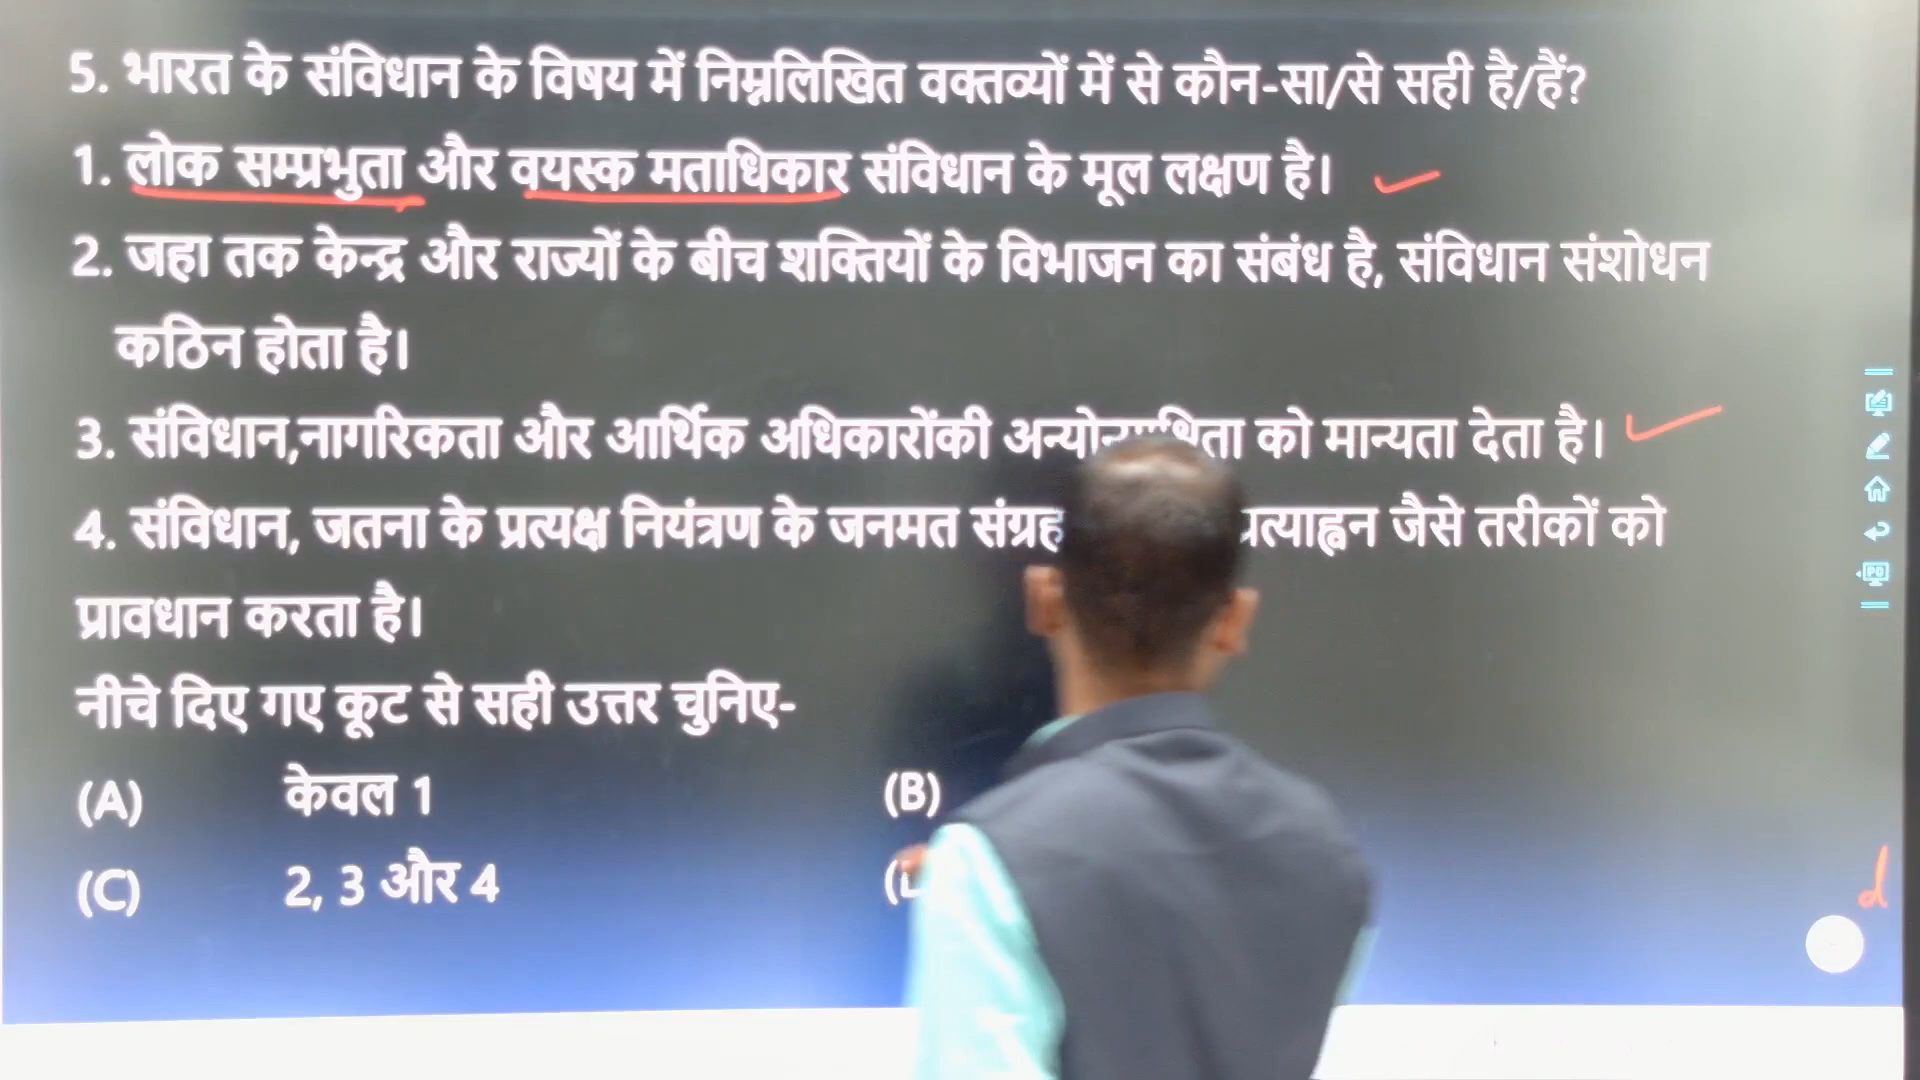 5. भारत के संविधान के विषय में निम्नलिखित वक्तव्यों में से कौन-सा/से सही है/हैं?
1. लोक सम्प्रभुता और वयस्क मताधिकार संविधान के मूल लक्षण है।
2. जहा तक केन्द्र और राज्यों के बीच शक्तियों के विभाजन का संबंध है, संविधान संशोधन
कठिन होता है।
3. संविधान,नागरिकता और आर्थिक अधिकारोंकी को मान्यता देता है।
4. संविधान, जतना के प्रत्यक्ष नियंत्रण के जनमत संग्रह जैसे तरीकों को
प्रावधान करता है।
नीचे दिए गए कूट से सही उत्तर चुनिए-
(A) केवल 1 (B)
(C) 2, 3 और 4
d